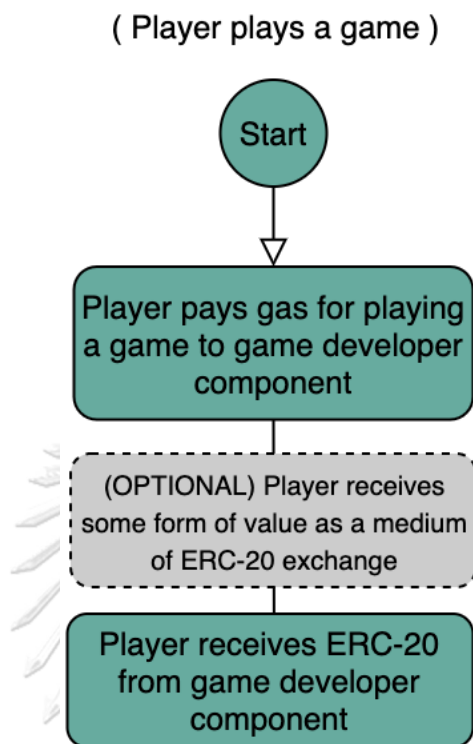 ( Player plays a game )
Start
Player pays gas for playing
a game to game developer
component
(OPTIONAL) Player receives
some form of value as a medium
of ERC-20 exchange
Player receives ERC-20
from game developer
component